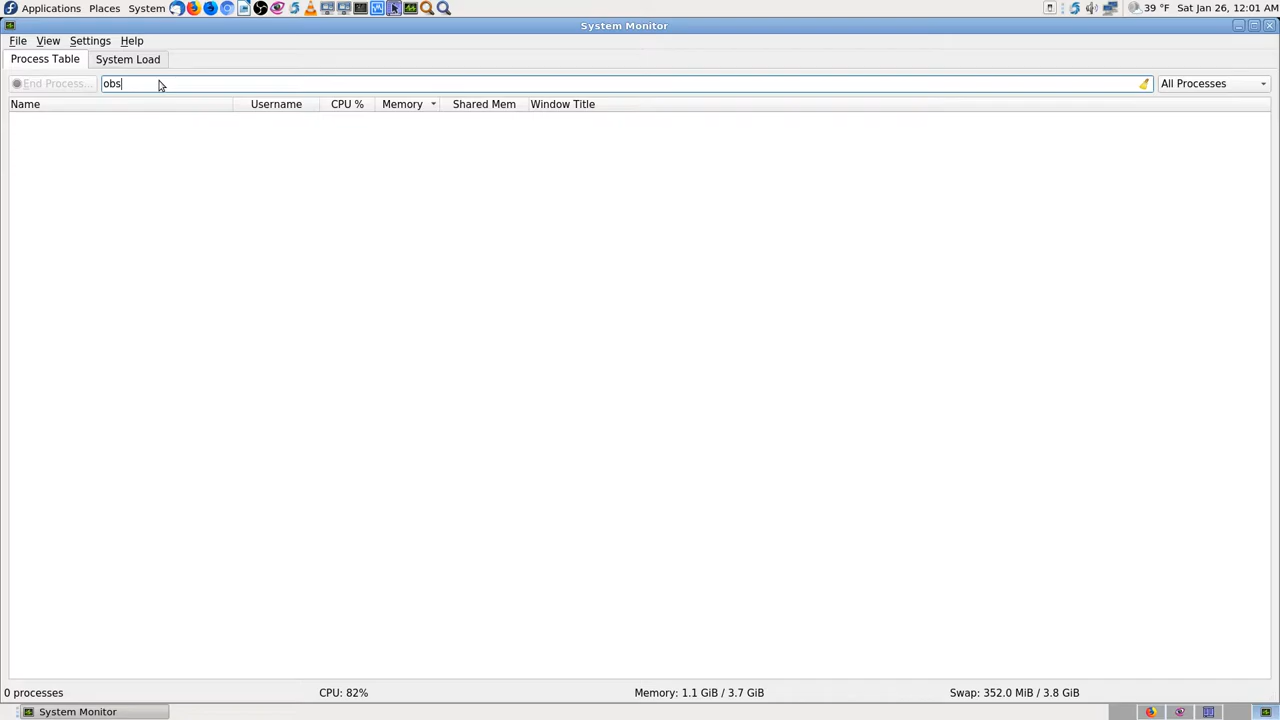 Applications Places System 39 °F Sat Jan 26, 12:01 AM
System Monitor
File View Settings Help
Process Table System Load
End Process... obs All Processes
Name Username CPU % Memory Shared Mem Window Title
0 processes CPU: 82% Memory: 1.1 GiB / 3.7 GiB Swap: 352.0 MiB / 3.8 GiB
System Monitor